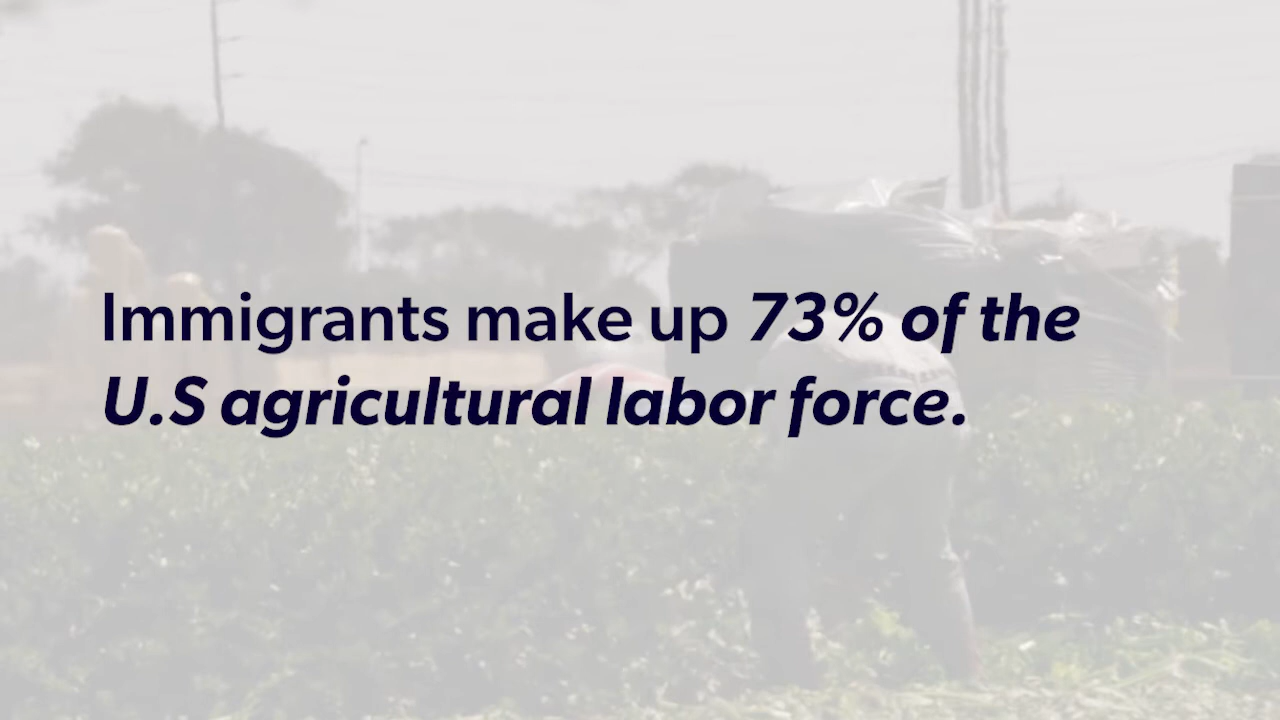 Immigrants make up 73% of the
U.S agricultural labor force.